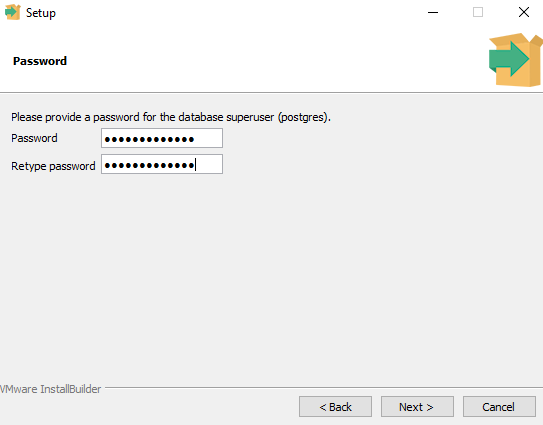 Setup
Password
Please provide a password for the database superuser (postgres).
Password •••••••••••••
Retype password •••••••••••••
VMware InstallBuilder
< Back Next > Cancel